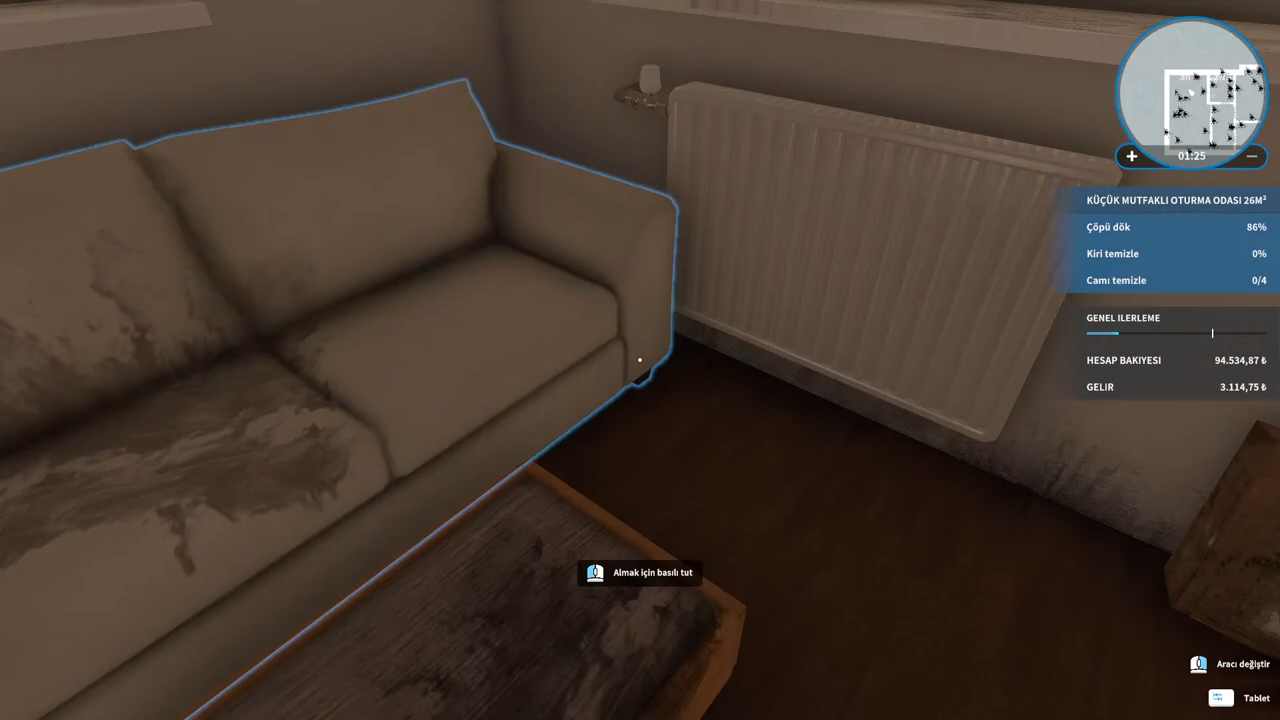 01:25
KÜÇÜK MUTFAKLI OTURMA ODASI 26M²
Çöpü dök 86%
Kiri temizle 0%
Camı temizle 0/4
GENEL ILERLEME
HESAP BAKIYESI 94.534,87 ₺
GELIR 3.114,75 ₺
Almak için basılı tut
Aracı değiştir
Tablet